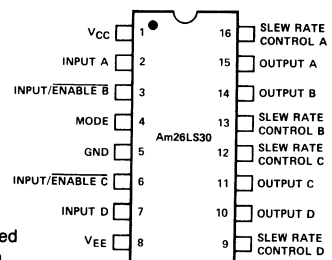 VCC 1
INPUT A 2
INPUT/ENABLE B 3
MODE 4
GND 5
INPUT/ENABLE C 6
INPUT D 7
VEE 8
Am26LS30
16 SLEW RATE
CONTROL A
15 OUTPUT A
14 OUTPUT B
13 SLEW RATE
CONTROL B
12 SLEW RATE
CONTROL C
11 OUTPUT C
10 OUTPUT D
9 SLEW RATE
CONTROL D
ed